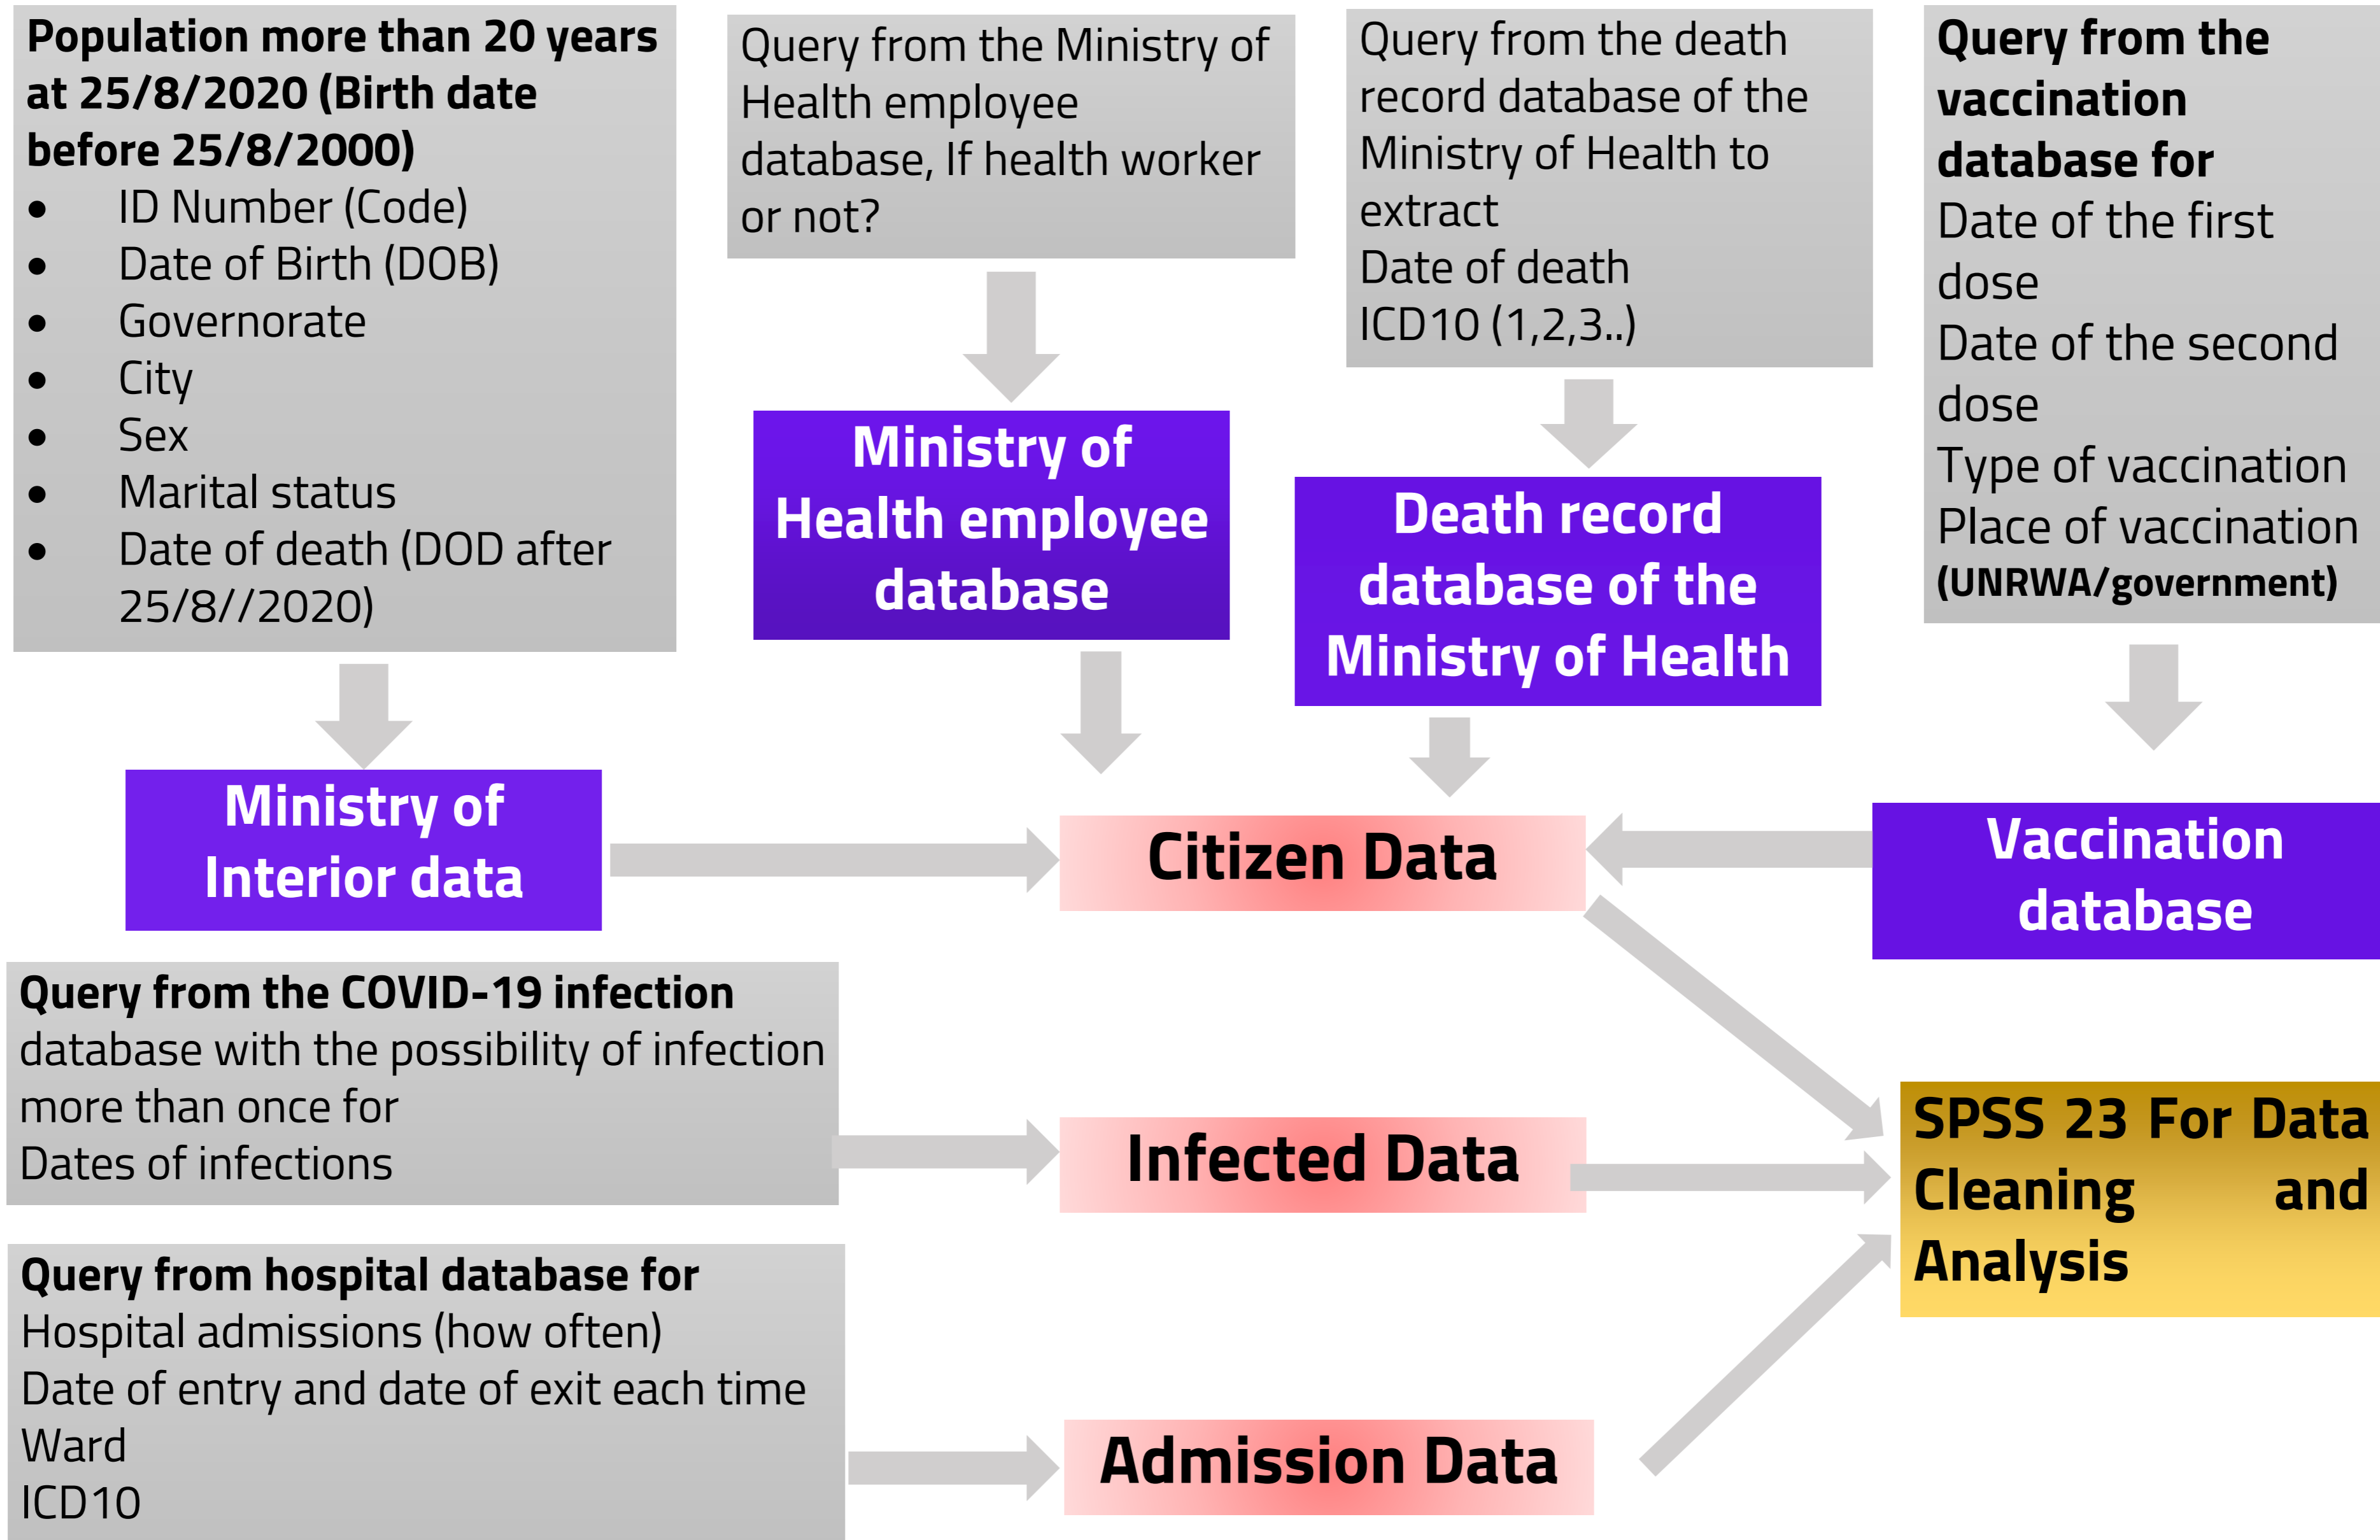 Population more than 20 years
at 25/8/2020 (Birth date
before 25/8/2000)
• ID Number (Code)
• Date of Birth (DOB)
• Governorate
• City
• Sex
• Marital status
• Date of death (DOD after
25/8//2020)
Query from the Ministry of
Health employee
database, If health worker
or not?
Query from the death
record database of the
Ministry of Health to
extract
Date of death
ICD10 (1,2,3..)
Query from the
vaccination
database for
Date of the first
dose
Date of the second
dose
Type of vaccination
Place of vaccination
(UNRWA/government)
Ministry of
Health employee
database
Death record
database of the
Ministry of Health
Ministry of
Interior data
Citizen Data
Vaccination
database
Query from the COVID-19 infection
database with the possibility of infection
more than once for
Dates of infections
Infected Data
SPSS 23 For Data
Cleaning and
Analysis
Query from hospital database for
Hospital admissions (how often)
Date of entry and date of exit each time
Ward
ICD10
Admission Data